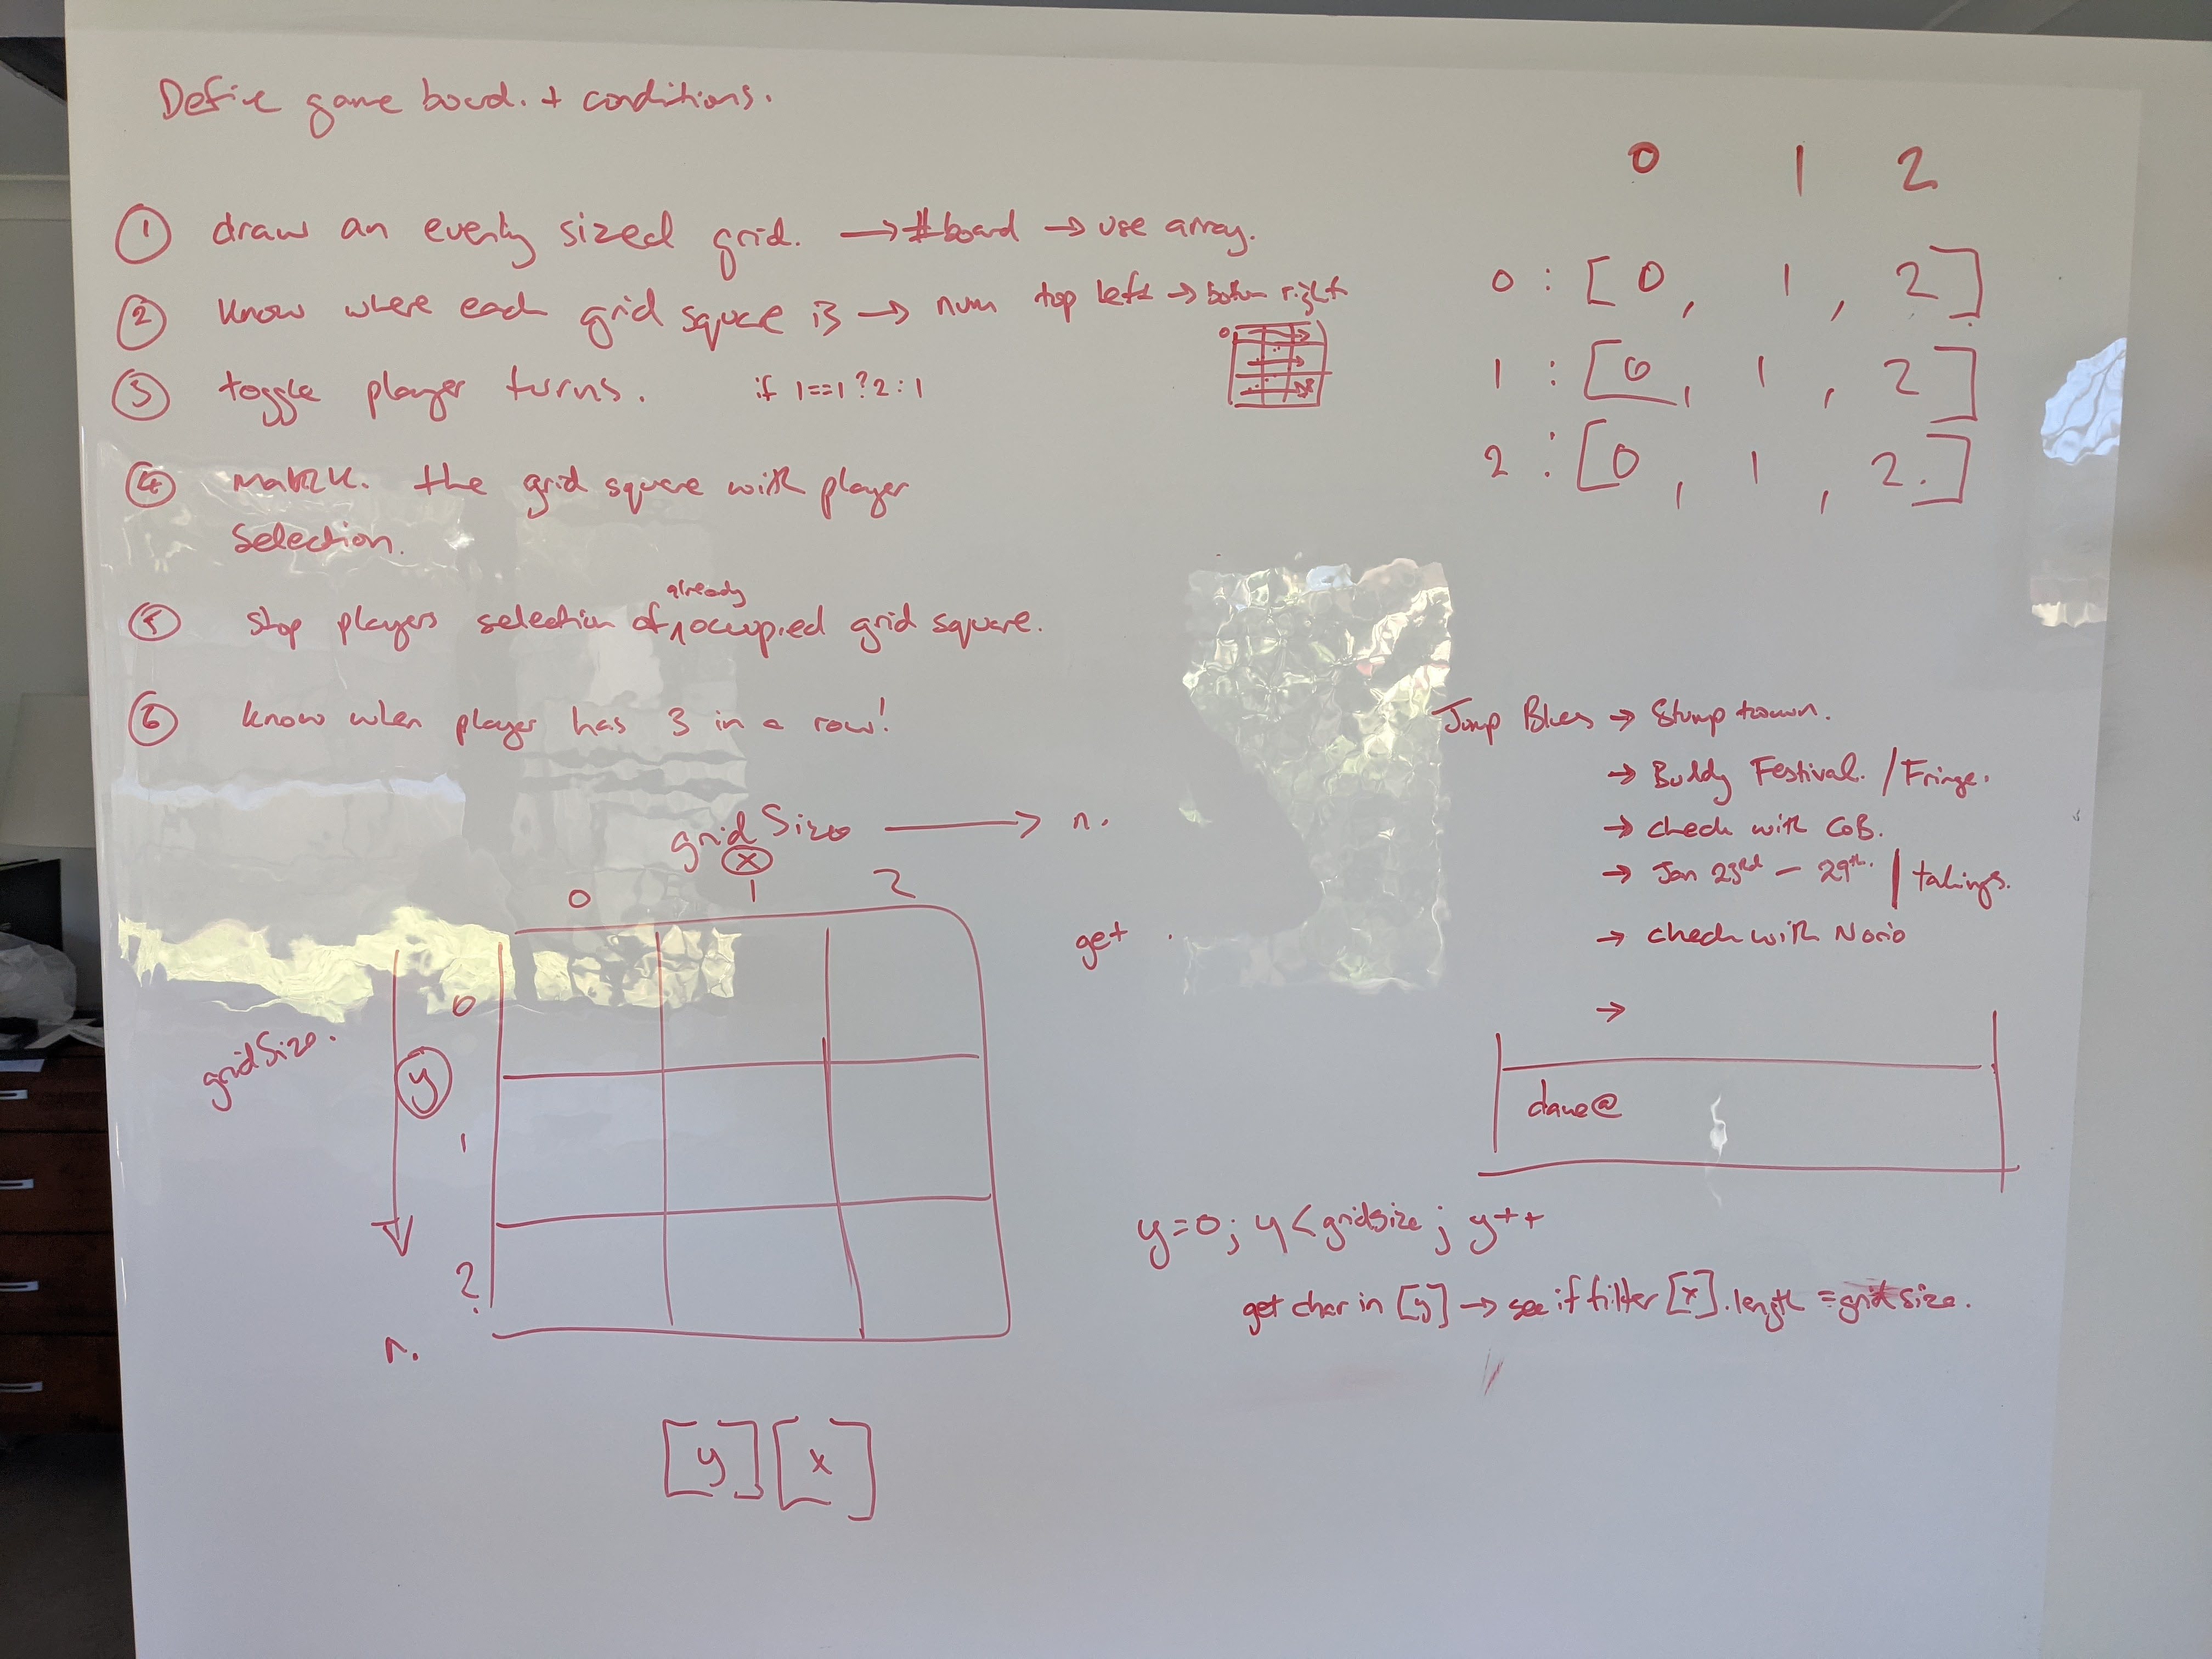 Define game board. + conditions.
① draw an evenly sized grid. → #board → use array.
② know where each grid square is → num top left → bottom right
0
③ toggle player turns. if 1==1 ? 2 : 1
④ mark. the grid square with player
selection.
⑤ stop players selection of already occupied grid square.
⑥ know when player has 3 in a row!
0 1 2
0 : [ 0 , 1 , 2 ]
1 : [ 0 , 1 , 2 ]
2 : [ 0 , 1 , 2. ]
gridSize → n.
x
0 1 2
gridSize.
y
0
1
2
n.
[y][x]
get .
Jump Blues → Stump town.
→ Buddy Festival. / Fringe.
→ check with CoB.
→ Jan 23rd – 29th. | takings.
→ check with Norio
→
dave@
y=0; y < gridsize; y++
get char in [y] → see if filter [x].length = grid size.